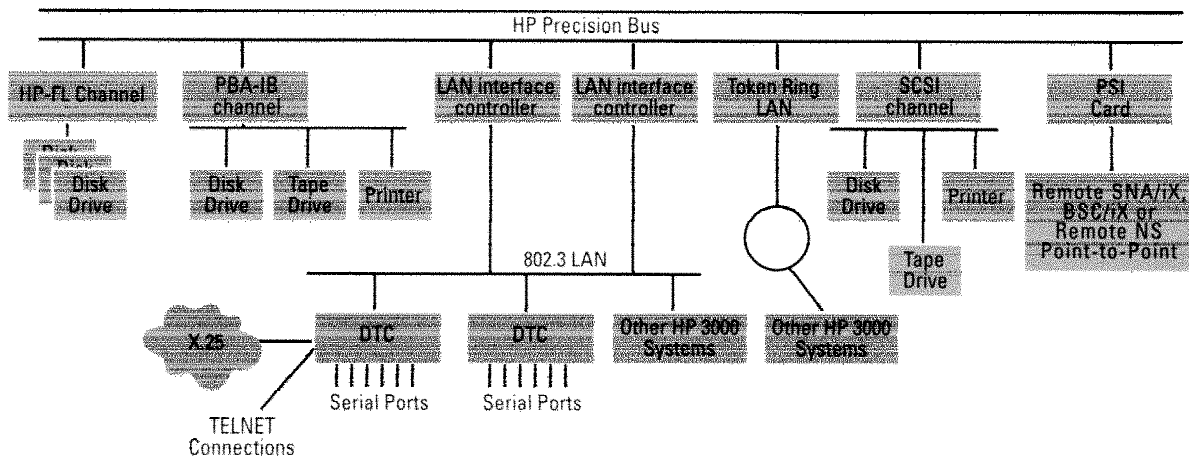 HP Precision Bus
HP-FL Channel
PBA-IB
channel
LAN interface
controller
LAN interface
controller
Token Ring
LAN
SCSI
channel
PSI
Card
Disk
Disk
Disk
Drive
Disk
Drive
Tape
Drive
Printer
Disk
Drive
Tape
Drive
Printer
Remote SNA/iX,
BSC/iX or
Remote NS
Point-to-Point
802.3 LAN
X.25
DTC
DTC
Other HP 3000
Systems
Other HP 3000
Systems
Serial Ports
Serial Ports
TELNET
Connections